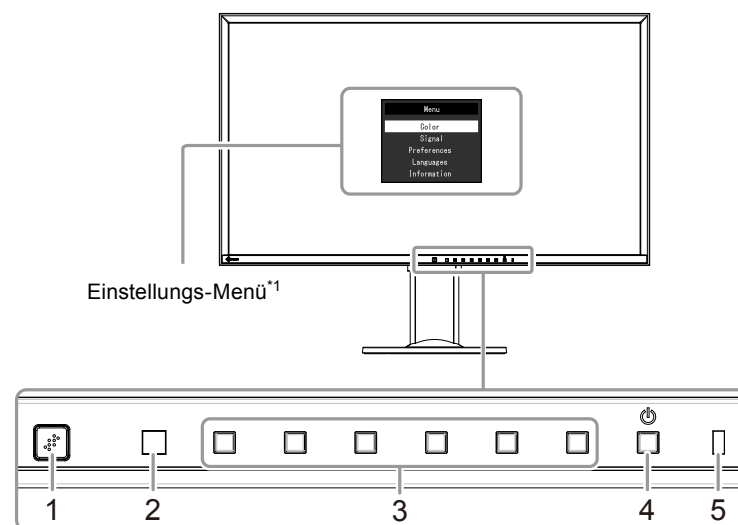 Menu
Color
Signal
Preferences
Languages
Information
Einstellungs-Menü*1
1 2 3 4 5